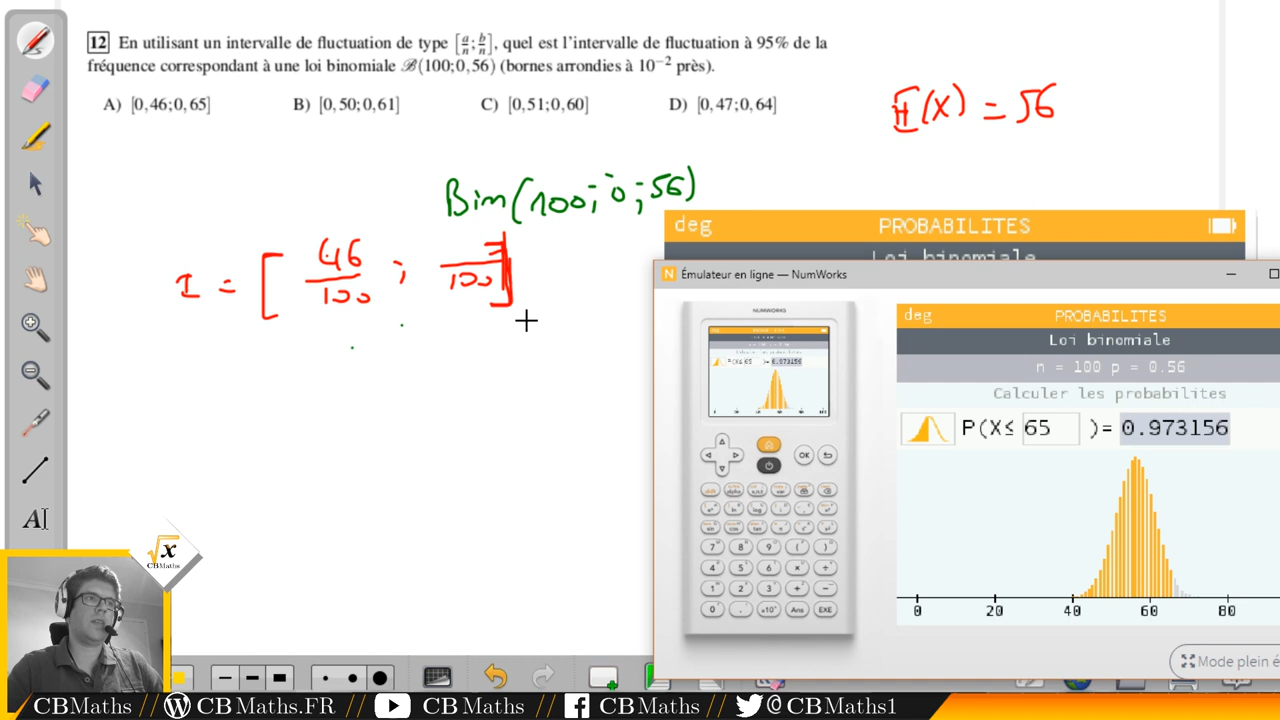 12 En utilisant un intervalle de fluctuation de type [a/n ; b/n], quel est l'intervalle de fluctuation à 95% de la
fréquence correspondant à une loi binomiale ℬ(100;0,56) (bornes arrondies à 10⁻² près).
A) [0,46;0,65] B) [0,50;0,61] C) [0,51;0,60] D) [0,47;0,64]
E(X) = 56
Bin(100; 0; 56)
I = [ 46/100 ; /100 ]
deg PROBABILITES
Loi binomiale
Émulateur en ligne — NumWorks
NUMWORKS
deg PROBABILITES
Loi binomiale
n = 100 p = 0.56
Calculer les probabilites
P(X≤ 65 )= 0.973156
0 20 40 60 80
Mode plein é
AI
√x
CBMaths
CBMaths CBMaths.FR CBMaths CBMaths @CBMaths1